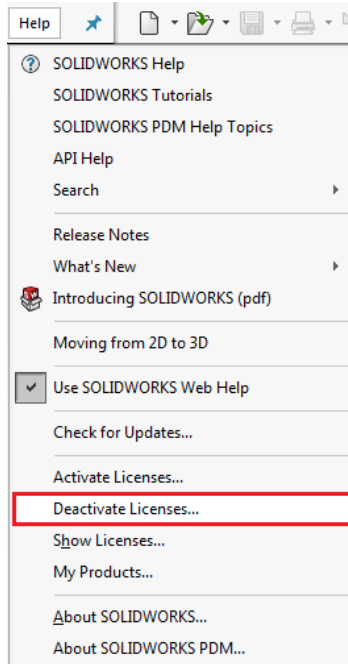 Help
SOLIDWORKS Help
SOLIDWORKS Tutorials
SOLIDWORKS PDM Help Topics
API Help
Search
Release Notes
What's New
Introducing SOLIDWORKS (pdf)
Moving from 2D to 3D
Use SOLIDWORKS Web Help
Check for Updates...
Activate Licenses...
Deactivate Licenses...
Show Licenses...
My Products...
About SOLIDWORKS...
About SOLIDWORKS PDM...